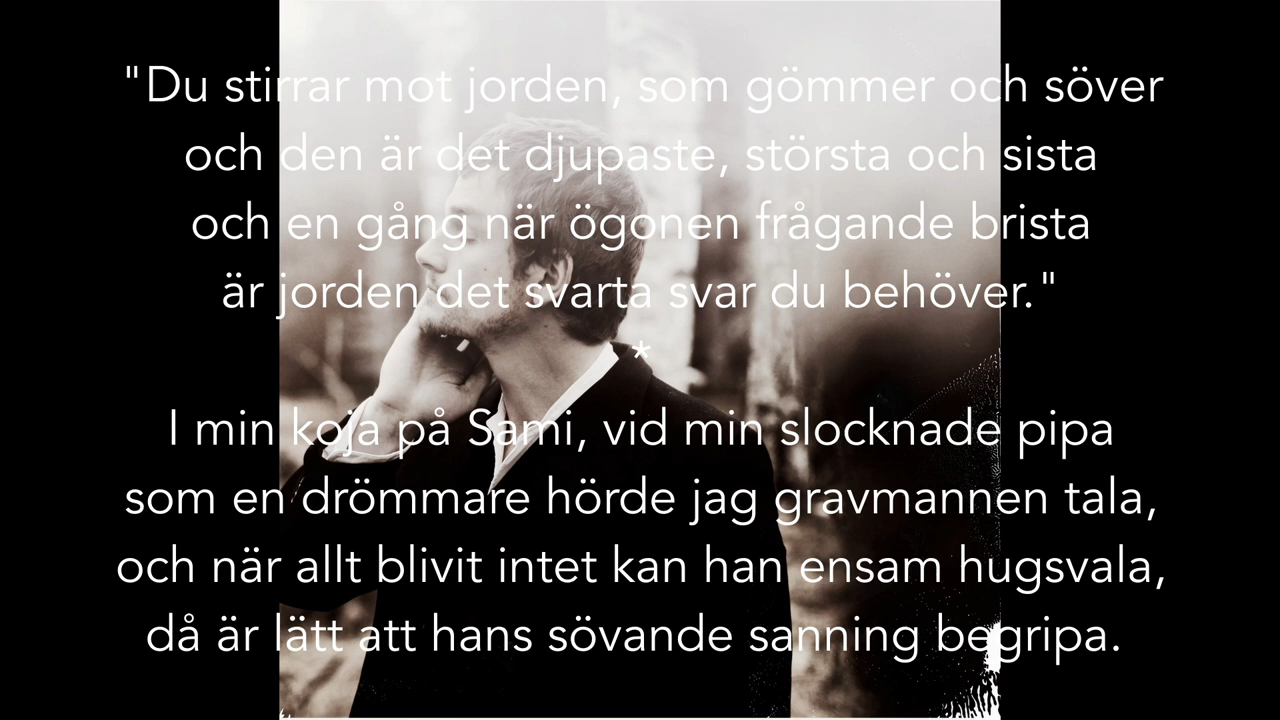 "Du stirrar mot jorden, som gömmer och söver
och den är det djupaste, största och sista
och en gång när ögonen frågande brista
är jorden det svarta svar du behöver."
*
I min koja på Sami, vid min slocknade pipa
som en drömmare hörde jag gravmannen tala,
och när allt blivit intet kan han ensam hugsvala,
då är lätt att hans sövande sanning begripa.